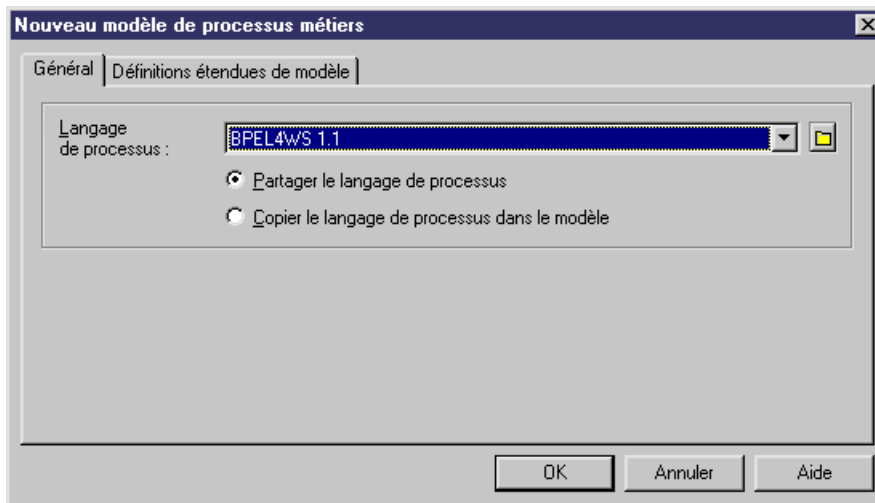 Nouveau modèle de processus métiers
Général
Définitions étendues de modèle
Langage
de processus :
BPEL4WS 1.1
Partager le langage de processus
Copier le langage de processus dans le modèle
OK
Annuler
Aide